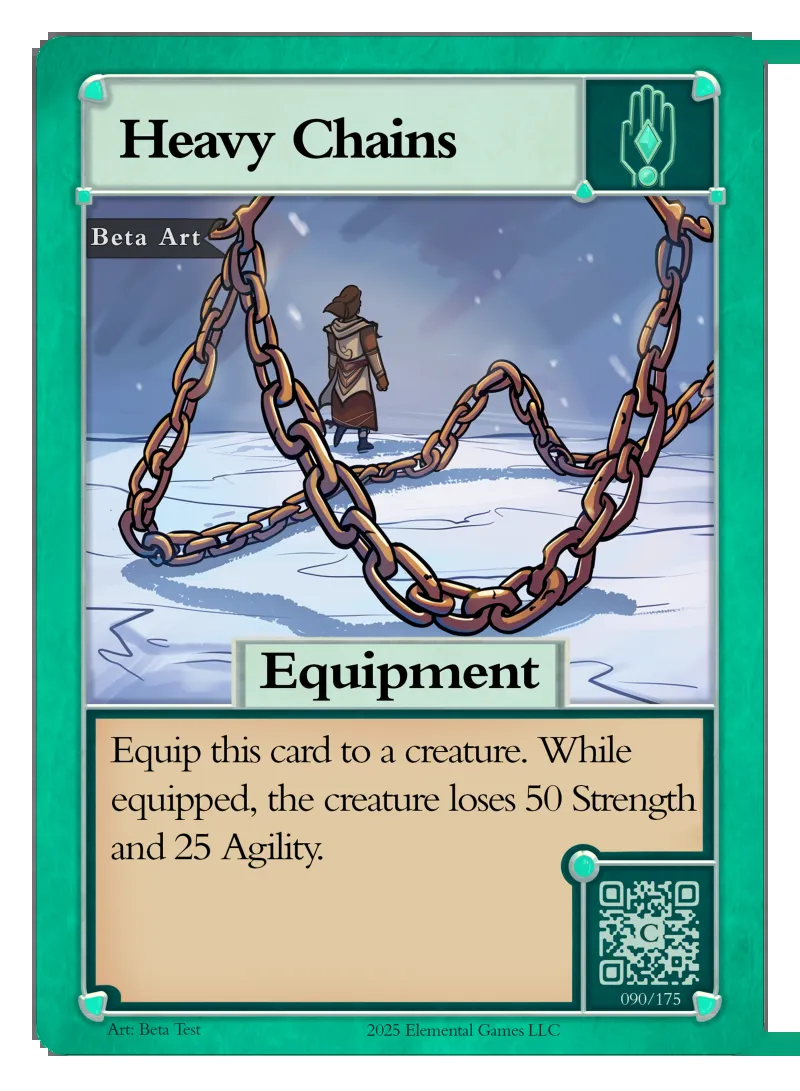 Heavy Chains
Beta Art
Equipment
Equip this card to a creature. While
equipped, the creature loses 50 Strength
and 25 Agility.
C
090/175
Art: Beta Test
2025 Elemental Games LLC